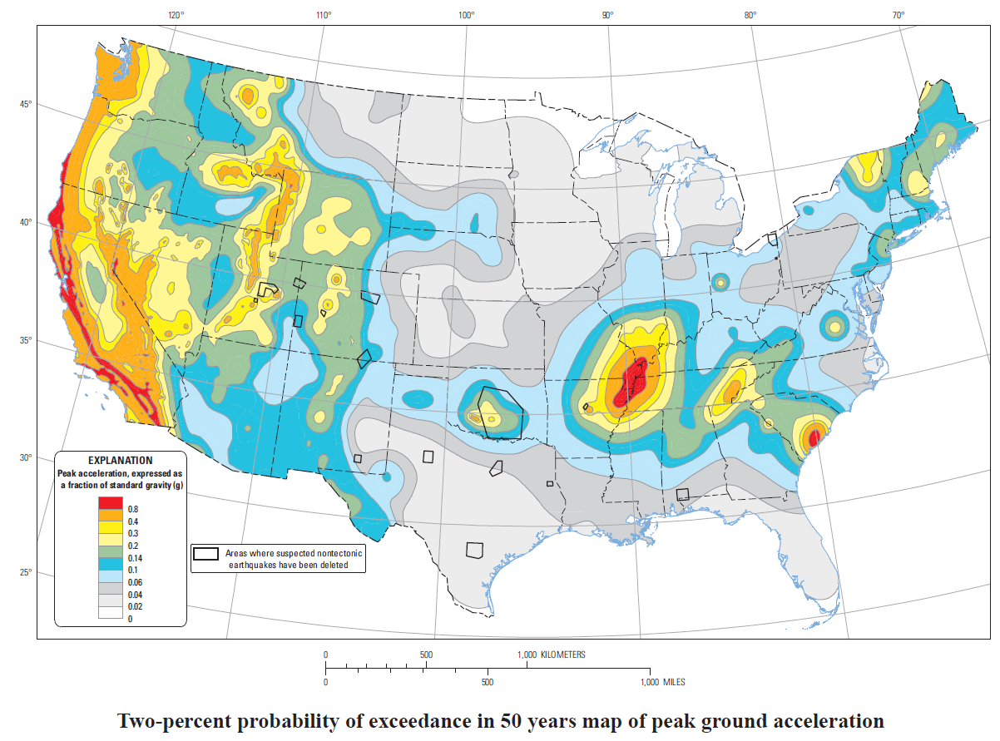 120° 110° 100° 90° 80° 70°
45°
40°
35°
30°
25°
EXPLANATION
Peak acceleration, expressed as
a fraction of standard gravity (g)
0.8
0.4
0.3
0.2
0.14
0.1
0.06
0.04
0.02
0
Areas where suspected nontectonic
earthquakes have been deleted
0 500 1,000 KILOMETERS
0 500 1,000 MILES
Two-percent probability of exceedance in 50 years map of peak ground acceleration